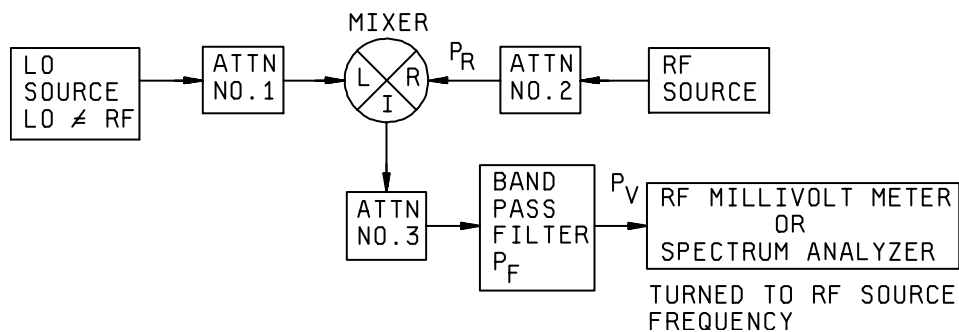 MIXER
LO
SOURCE
LO ≠ RF
ATTN
NO.1
L
R
I
P_R
ATTN
NO.2
RF
SOURCE
ATTN
NO.3
BAND
PASS
FILTER
P_F
P_V
RF MILLIVOLT METER
OR
SPECTRUM ANALYZER
TURNED TO RF SOURCE
FREQUENCY